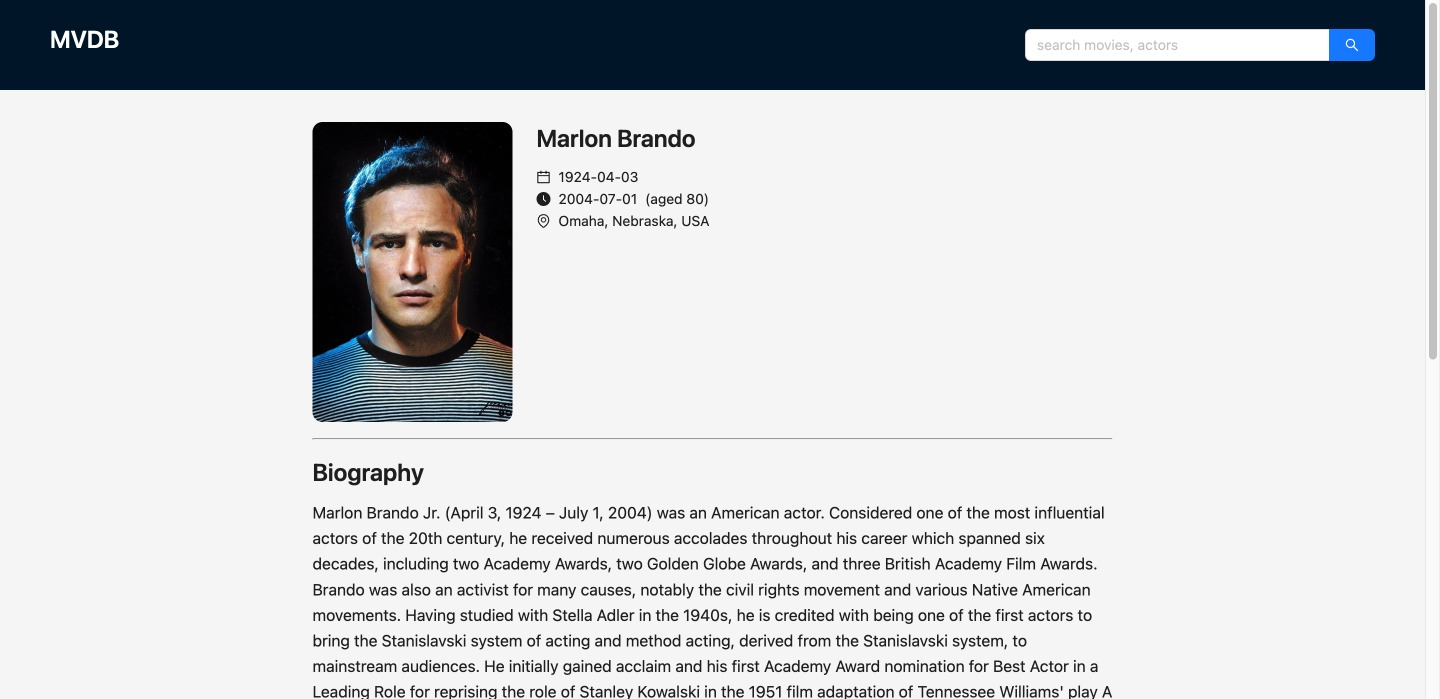 MVDB
search movies, actors
Marlon Brando
1924-04-03
2004-07-01 (aged 80)
Omaha, Nebraska, USA
Biography
Marlon Brando Jr. (April 3, 1924 – July 1, 2004) was an American actor. Considered one of the most influential
actors of the 20th century, he received numerous accolades throughout his career which spanned six
decades, including two Academy Awards, two Golden Globe Awards, and three British Academy Film Awards.
Brando was also an activist for many causes, notably the civil rights movement and various Native American
movements. Having studied with Stella Adler in the 1940s, he is credited with being one of the first actors to
bring the Stanislavski system of acting and method acting, derived from the Stanislavski system, to
mainstream audiences. He initially gained acclaim and his first Academy Award nomination for Best Actor in a
Leading Role for reprising the role of Stanley Kowalski in the 1951 film adaptation of Tennessee Williams' play A